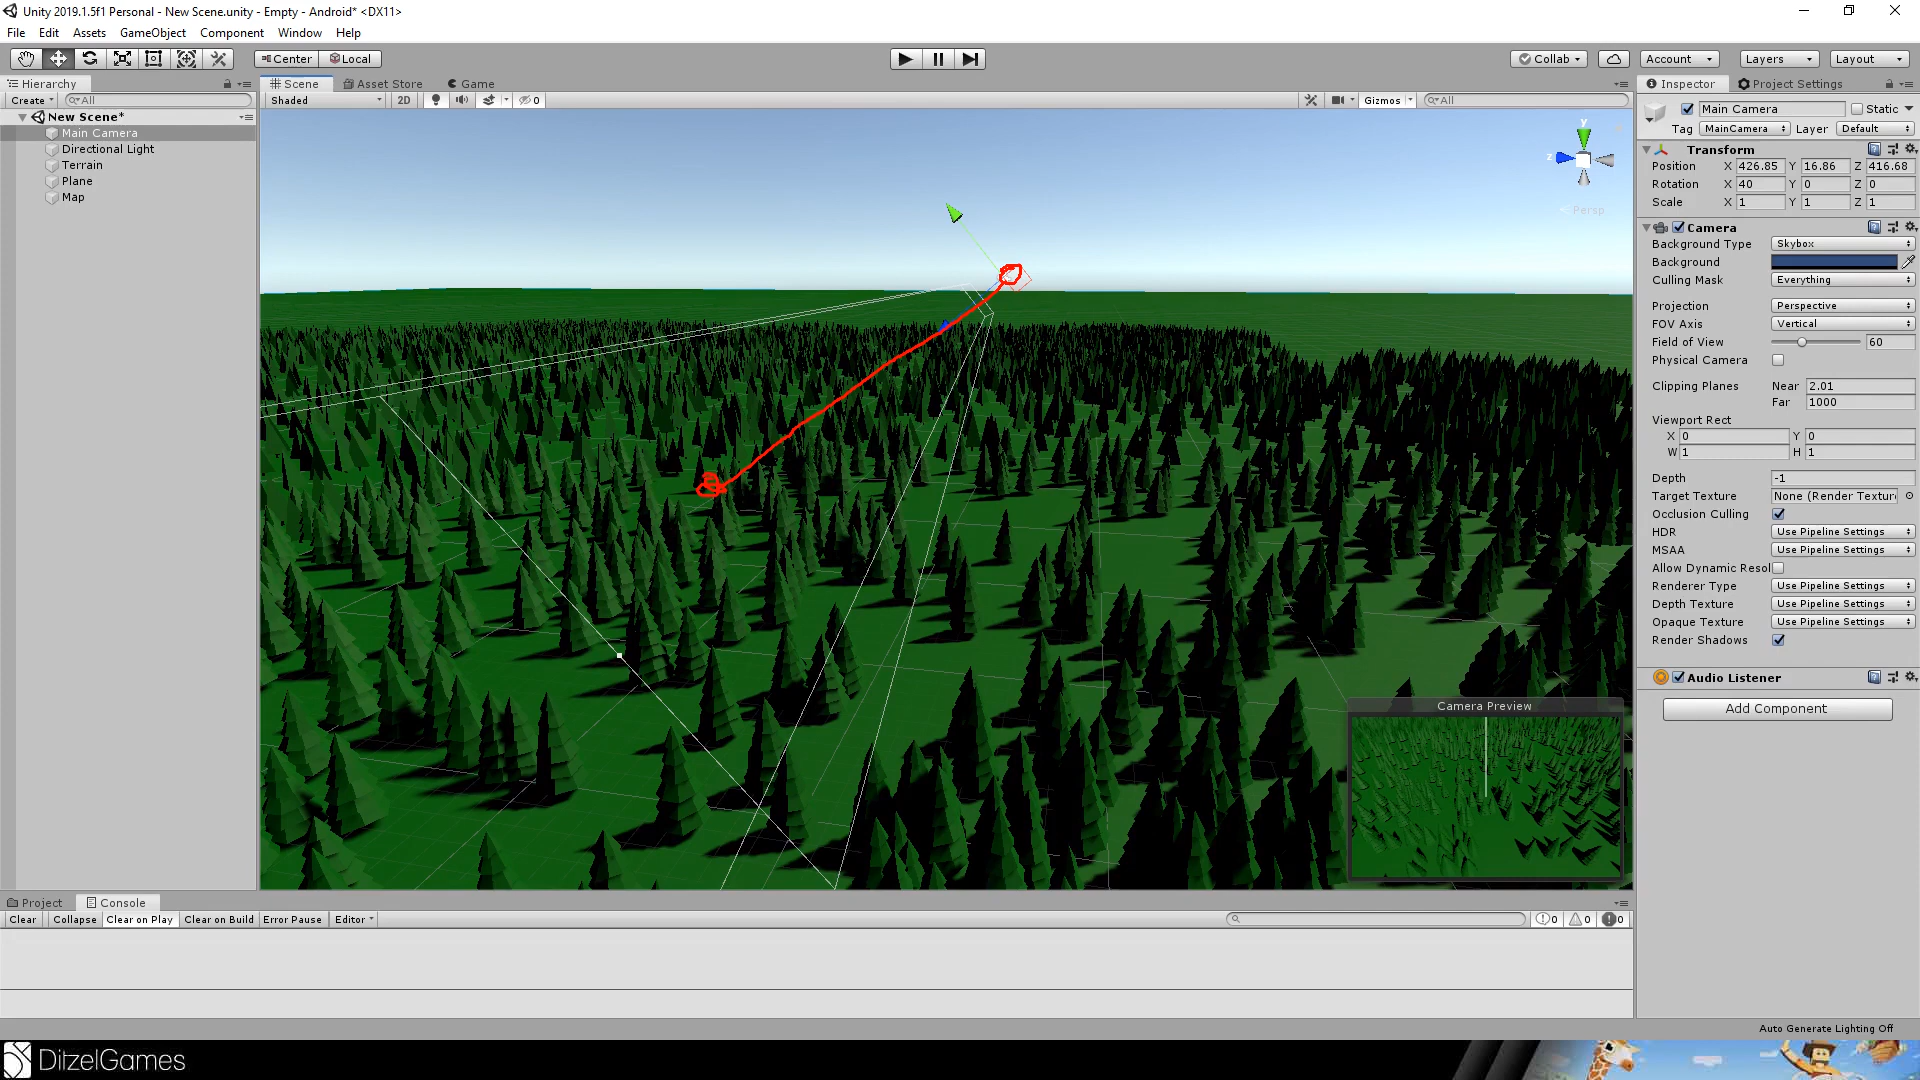 Unity 2019.1.5f1 Personal - New Scene.unity - Empty - Android* <DX11>
File Edit Assets GameObject Component Window Help
Center Local Collab Account Layers Layout
Hierarchy Scene Asset Store Game Inspector Project Settings
Create All Shaded 2D 0 Gizmos All
New Scene*
Main Camera
Directional Light
Terrain
Plane
Map
y
z
Persp
Main Camera Static
Tag MainCamera Layer Default
Transform
Position X 426.85 Y 16.86 Z 416.68
Rotation X 40 Y 0 Z 0
Scale X 1 Y 1 Z 1
Camera
Background Type Skybox
Background
Culling Mask Everything
Projection Perspective
FOV Axis Vertical
Field of View 60
Physical Camera
Clipping Planes Near 2.01
Far 1000
Viewport Rect
X 0 Y 0
W 1 H 1
Depth -1
Target Texture None (Render Textur
Occlusion Culling
HDR Use Pipeline Settings
MSAA Use Pipeline Settings
Allow Dynamic Resol
Renderer Type Use Pipeline Settings
Depth Texture Use Pipeline Settings
Opaque Texture Use Pipeline Settings
Render Shadows
Audio Listener
Add Component
Camera Preview
Project Console
Clear Collapse Clear on Play Clear on Build Error Pause Editor 0 0 0
Auto Generate Lighting Off
DitzelGames